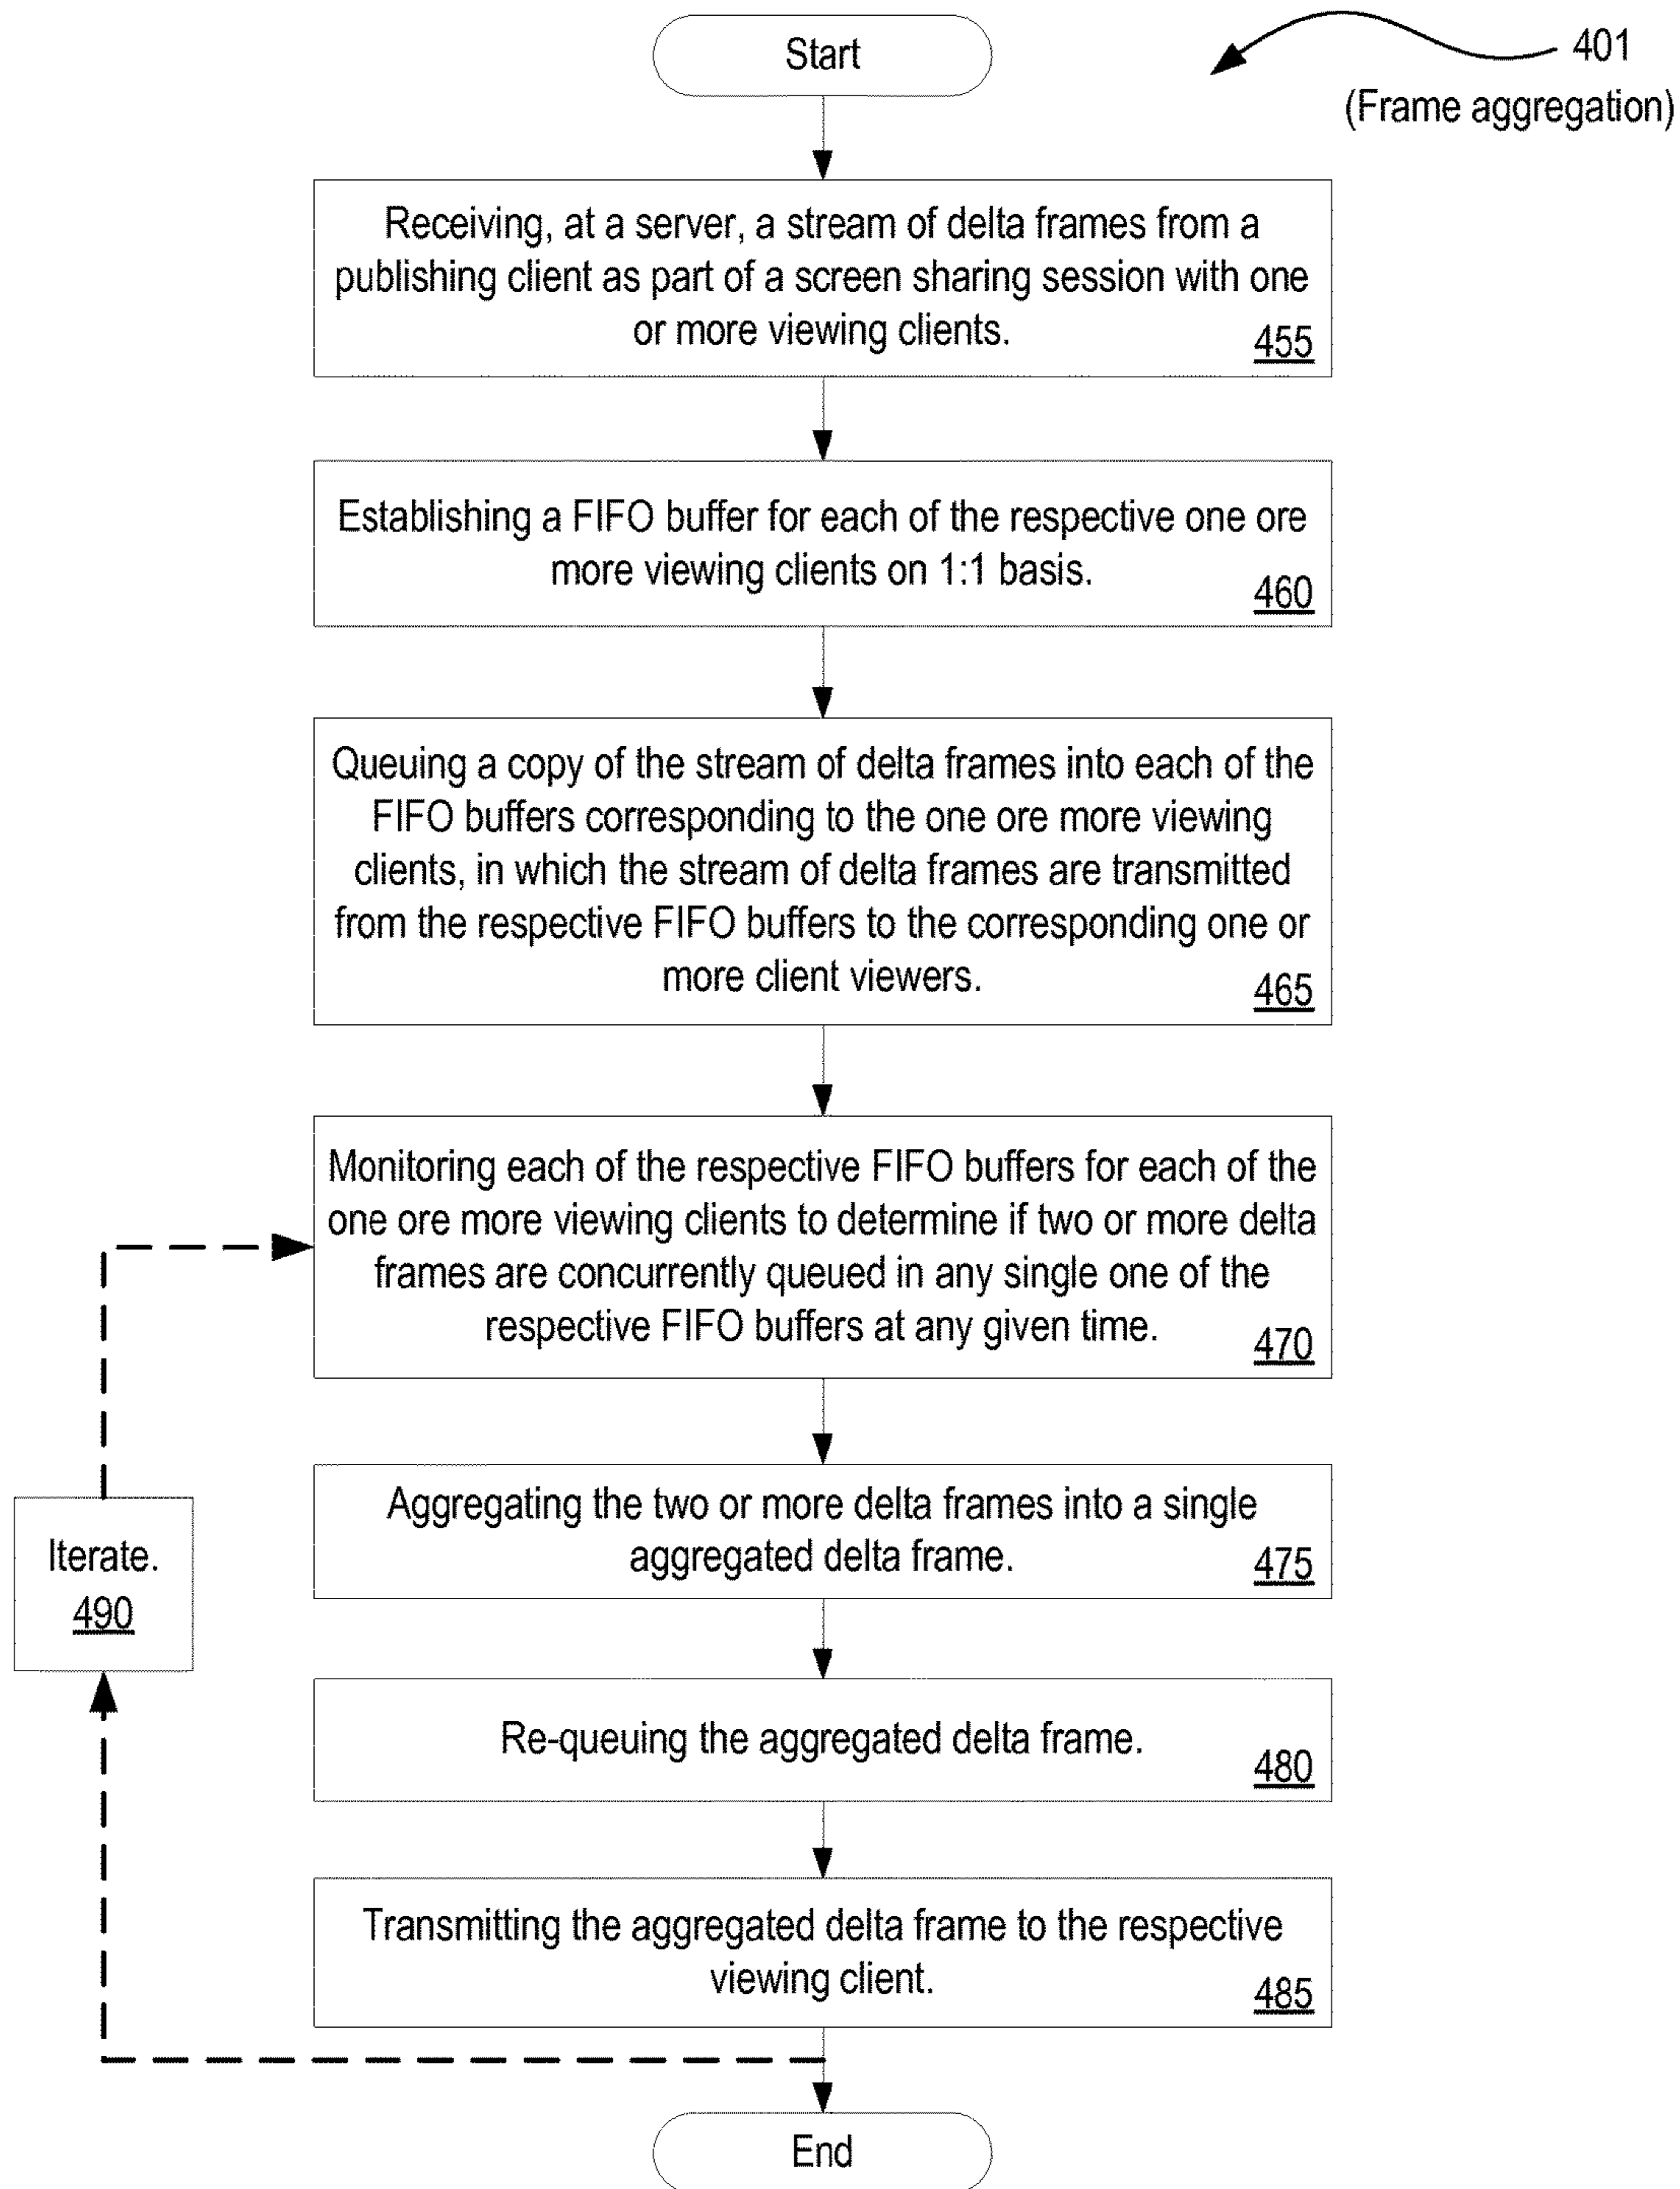 Start
401
(Frame aggregation)
Receiving, at a server, a stream of delta frames from a
publishing client as part of a screen sharing session with one
or more viewing clients.
455
Establishing a FIFO buffer for each of the respective one ore
more viewing clients on 1:1 basis.
460
Queuing a copy of the stream of delta frames into each of the
FIFO buffers corresponding to the one ore more viewing
clients, in which the stream of delta frames are transmitted
from the respective FIFO buffers to the corresponding one or
more client viewers.
465
Monitoring each of the respective FIFO buffers for each of the
one ore more viewing clients to determine if two or more delta
frames are concurrently queued in any single one of the
respective FIFO buffers at any given time.
470
Aggregating the two or more delta frames into a single
aggregated delta frame.
475
Iterate.
490
Re-queuing the aggregated delta frame.
480
Transmitting the aggregated delta frame to the respective
viewing client.
485
End